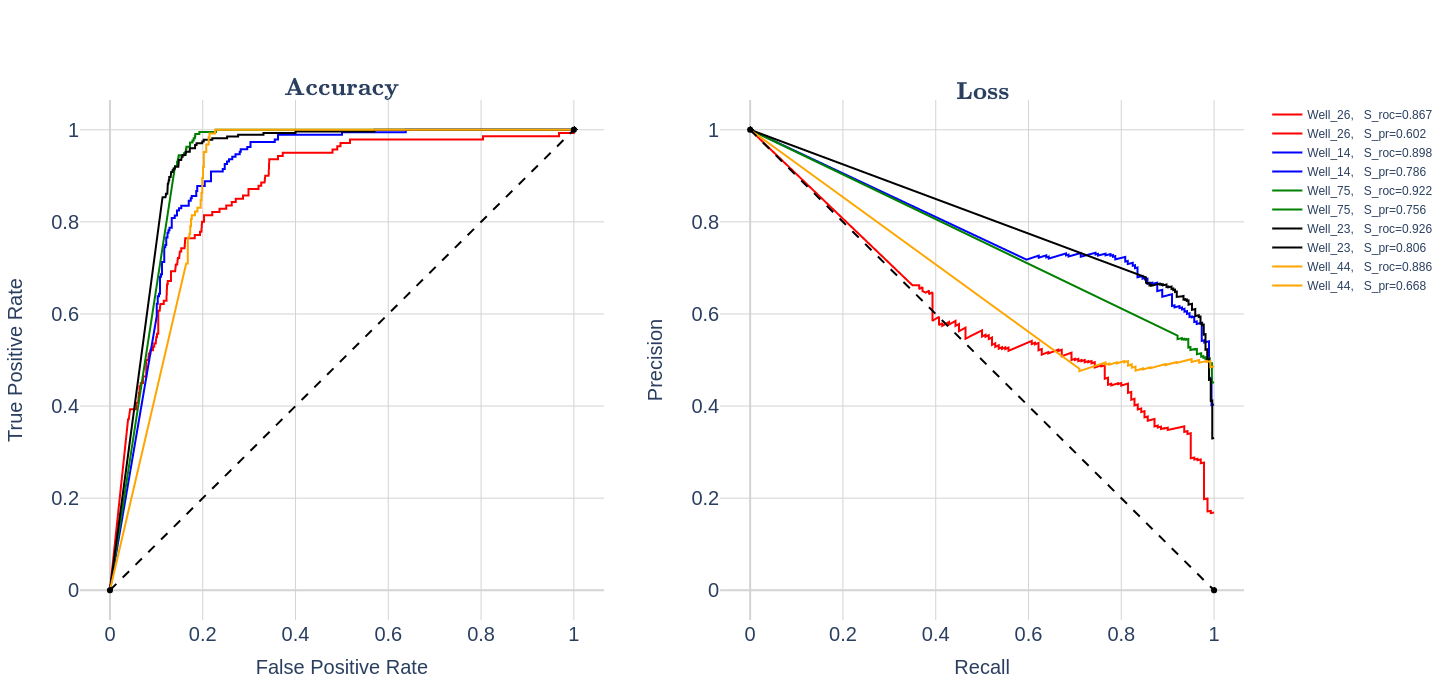 Accuracy
True Positive Rate
1
0.8
0.6
0.4
0.2
0
0 0.2 0.4 0.6 0.8 1
False Positive Rate
Loss
Precision
1
0.8
0.6
0.4
0.2
0
0 0.2 0.4 0.6 0.8 1
Recall
Well_26, S_roc=0.867
Well_26, S_pr=0.602
Well_14, S_roc=0.898
Well_14, S_pr=0.786
Well_75, S_roc=0.922
Well_75, S_pr=0.756
Well_23, S_roc=0.926
Well_23, S_pr=0.806
Well_44, S_roc=0.886
Well_44, S_pr=0.668